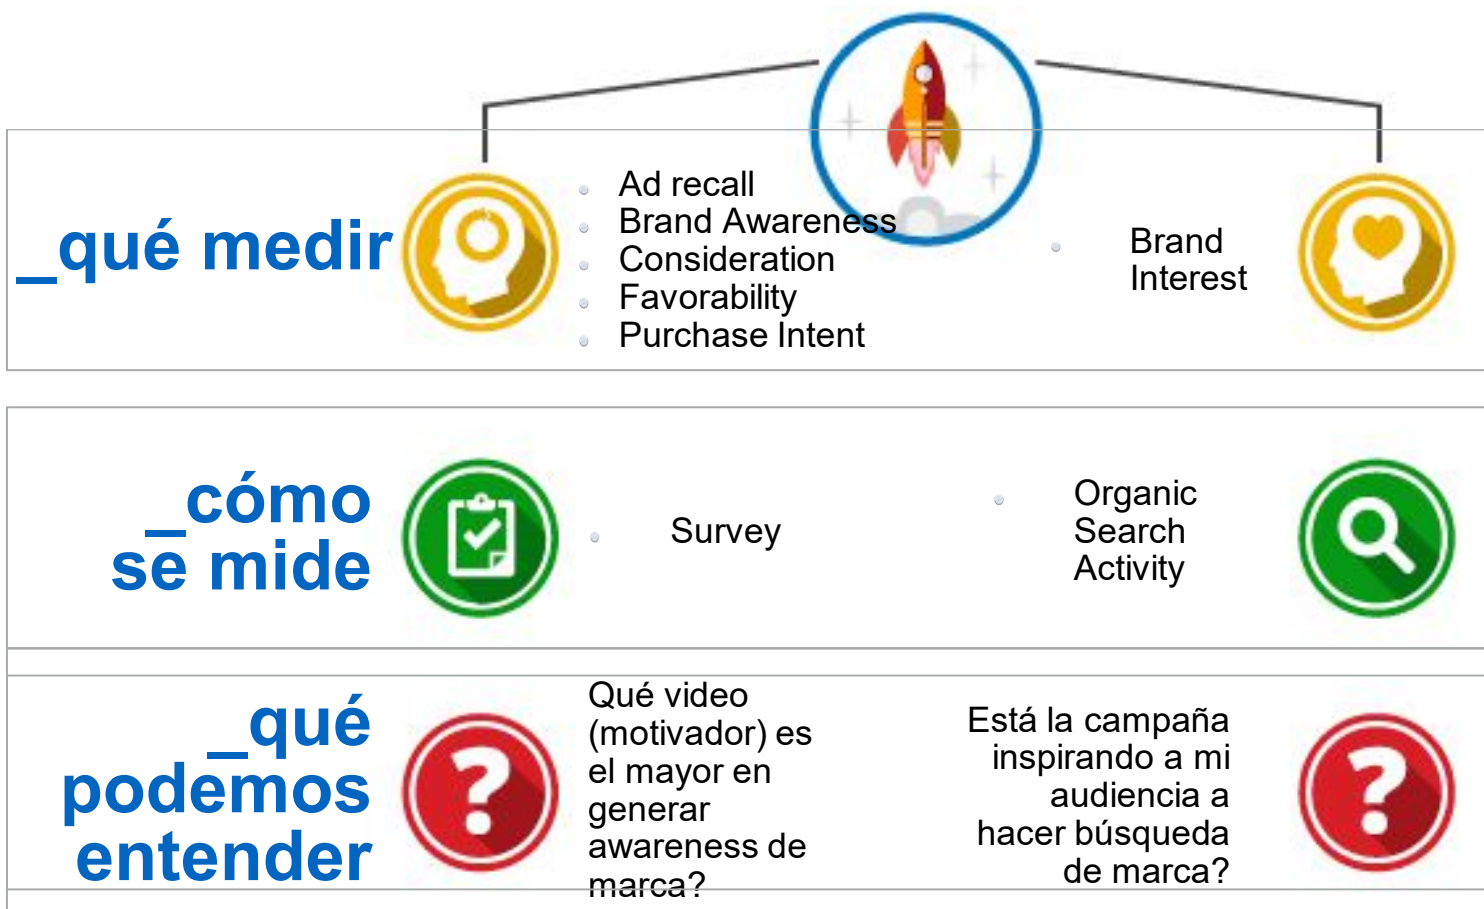 _qué medir
Ad recall
Brand Awareness
Consideration
Favorability
Purchase Intent
Brand
Interest
_cómo
se mide
Survey
Organic
Search
Activity
_qué
podemos
entender
Qué video
(motivador) es
el mayor en
generar
awareness de
marca?
Está la campaña
inspirando a mi
audiencia a
hacer búsqueda
de marca?